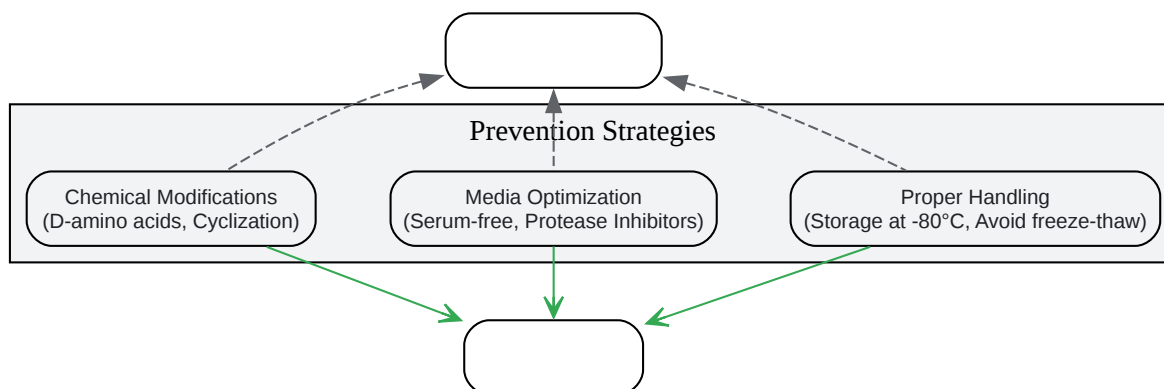 Prevention Strategies
Chemical Modifications
(D-amino acids, Cyclization)
Media Optimization
(Serum-free, Protease Inhibitors)
Proper Handling
(Storage at -80°C, Avoid freeze-thaw)